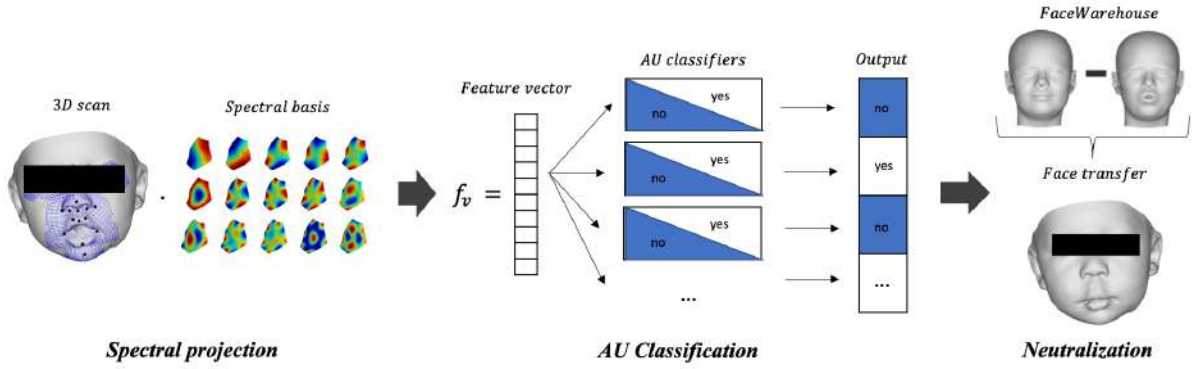 FaceWarehouse
3D scan
Spectral basis
Feature vector
AU classifiers
Output
.
f_v =
yes
no
yes
no
yes
no
...
no
yes
no
...
Face transfer
Spectral projection
AU Classification
Neutralization